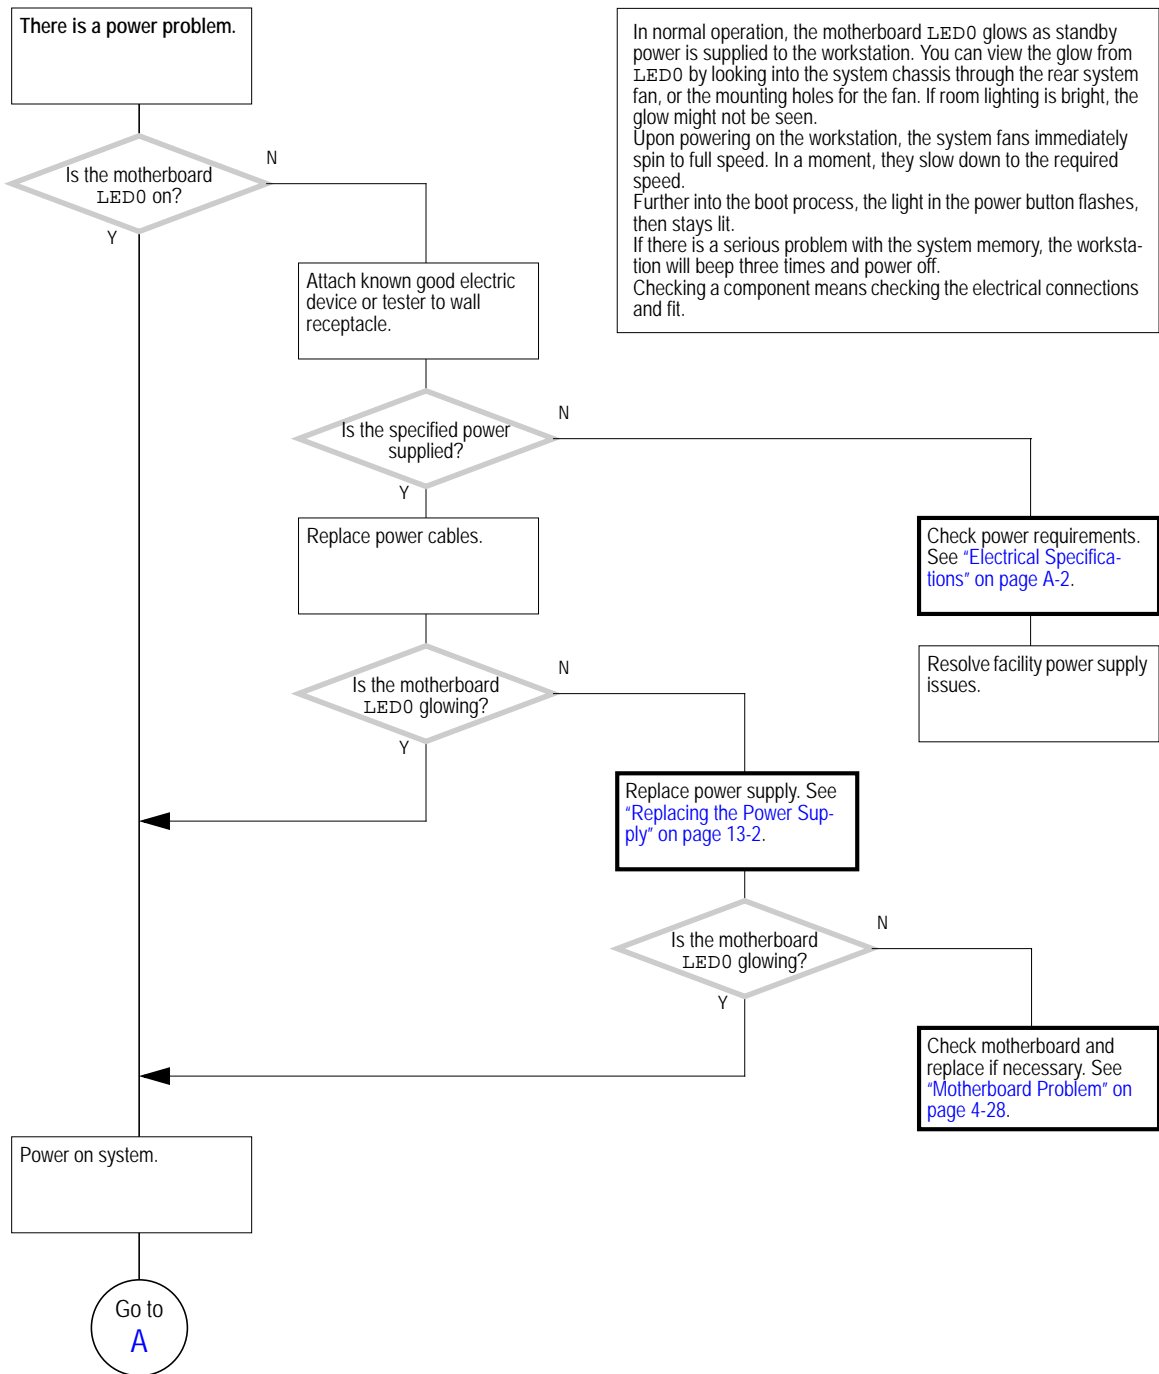 There is a power problem.
In normal operation, the motherboard LED0 glows as standby
power is supplied to the workstation. You can view the glow from
LED0 by looking into the system chassis through the rear system
fan, or the mounting holes for the fan. If room lighting is bright, the
glow might not be seen.
Upon powering on the workstation, the system fans immediately
spin to full speed. In a moment, they slow down to the required
speed.
Further into the boot process, the light in the power button flashes,
then stays lit.
If there is a serious problem with the system memory, the worksta-
tion will beep three times and power off.
Checking a component means checking the electrical connections
and fit.
Is the motherboard
LED0 on?
N
Y
Attach known good electric
device or tester to wall
receptacle.
Is the specified power
supplied?
N
Y
Replace power cables.
Check power requirements.
See "Electrical Specifica-
tions" on page A-2.
Resolve facility power supply
issues.
Is the motherboard
LED0 glowing?
N
Y
Replace power supply. See
"Replacing the Power Sup-
ply" on page 13-2.
Is the motherboard
LED0 glowing?
N
Y
Check motherboard and
replace if necessary. See
"Motherboard Problem" on
page 4-28.
Power on system.
Go to
A